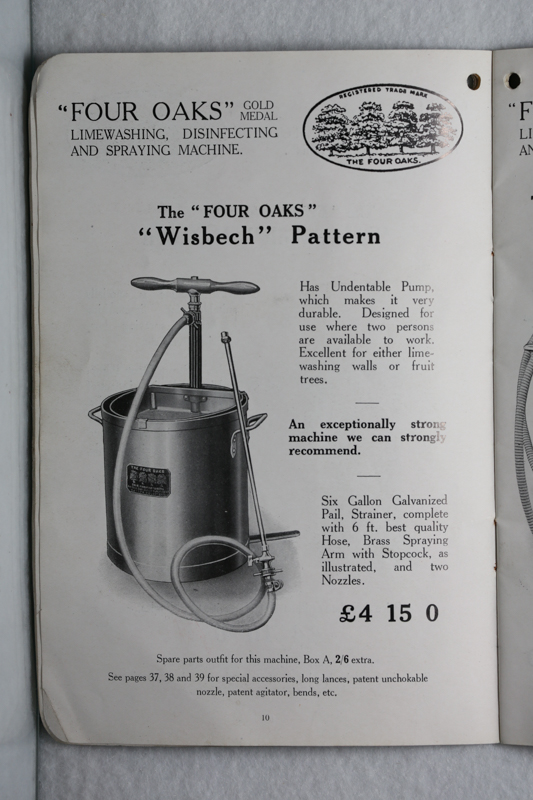 "FOUR OAKS" GOLD MEDAL
LIMEWASHING, DISINFECTING
AND SPRAYING MACHINE.
REGISTERED TRADE MARK
THE FOUR OAKS.
The "FOUR OAKS"
"Wisbech" Pattern
Has Undentable Pump,
which makes it very
durable. Designed for
use where two persons
are available to work.
Excellent for either lime-
washing walls or fruit
trees.
An exceptionally strong
machine we can strongly
recommend.
THE FOUR OAKS
Six Gallon Galvanized
Pail, Strainer, complete
with 6 ft. best quality
Hose, Brass Spraying
Arm with Stopcock, as
illustrated, and two
Nozzles.
£4 15 0
Spare parts outfit for this machine, Box A, 2/6 extra.
See pages 37, 38 and 39 for special accessories, long lances, patent unchokable
nozzle, patent agitator, bends, etc.
10
"F
LI
AN